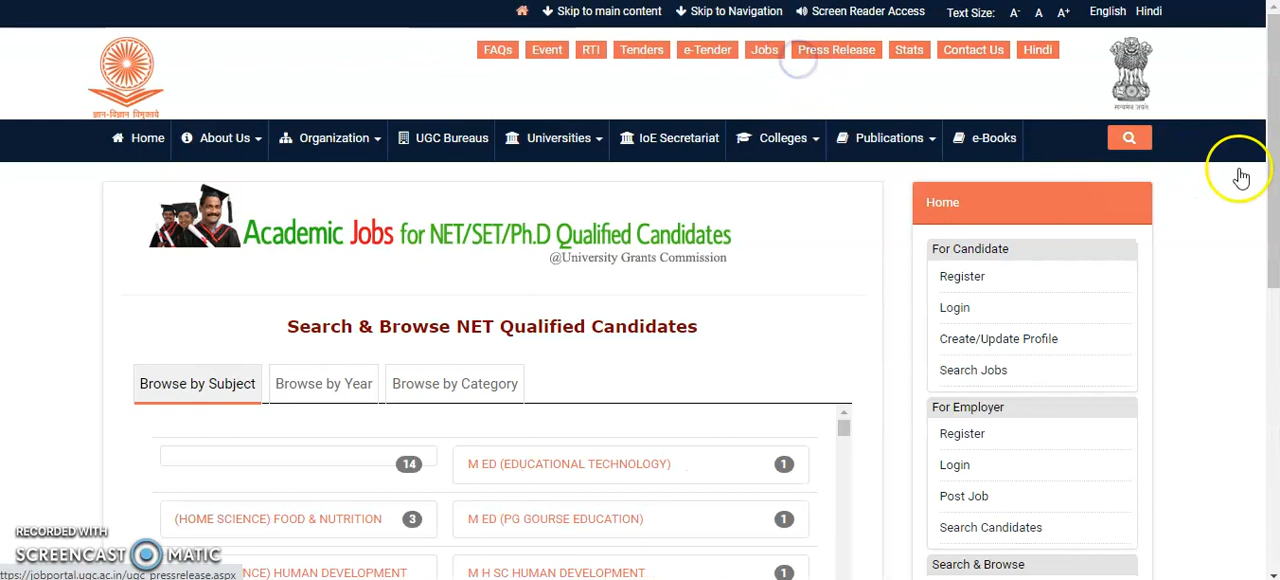 Skip to main content Skip to Navigation Screen Reader Access Text Size: A- A A+ English Hindi
FAQs Event RTI Tenders e-Tender Jobs Press Release Stats Contact Us Hindi
ज्ञान-विज्ञान विमुक्तये
सत्यमेव जयते
Home About Us Organization UGC Bureaus Universities IoE Secretariat Colleges Publications e-Books
Academic Jobs for NET/SET/Ph.D Qualified Candidates
@University Grants Commission
Search & Browse NET Qualified Candidates
Browse by Subject Browse by Year Browse by Category
14 M ED (EDUCATIONAL TECHNOLOGY) 1
(HOME SCIENCE) FOOD & NUTRITION 3 M ED (PG GOURSE EDUCATION) 1
NCE) HUMAN DEVELOPMENT M H SC HUMAN DEVELOPMENT 1
Home
For Candidate
Register
Login
Create/Update Profile
Search Jobs
For Employer
Register
Login
Post Job
Search Candidates
Search & Browse
RECORDED WITH
SCREENCAST MATIC
https://jobportal.ugc.ac.in/ugc_pressrelease.aspx